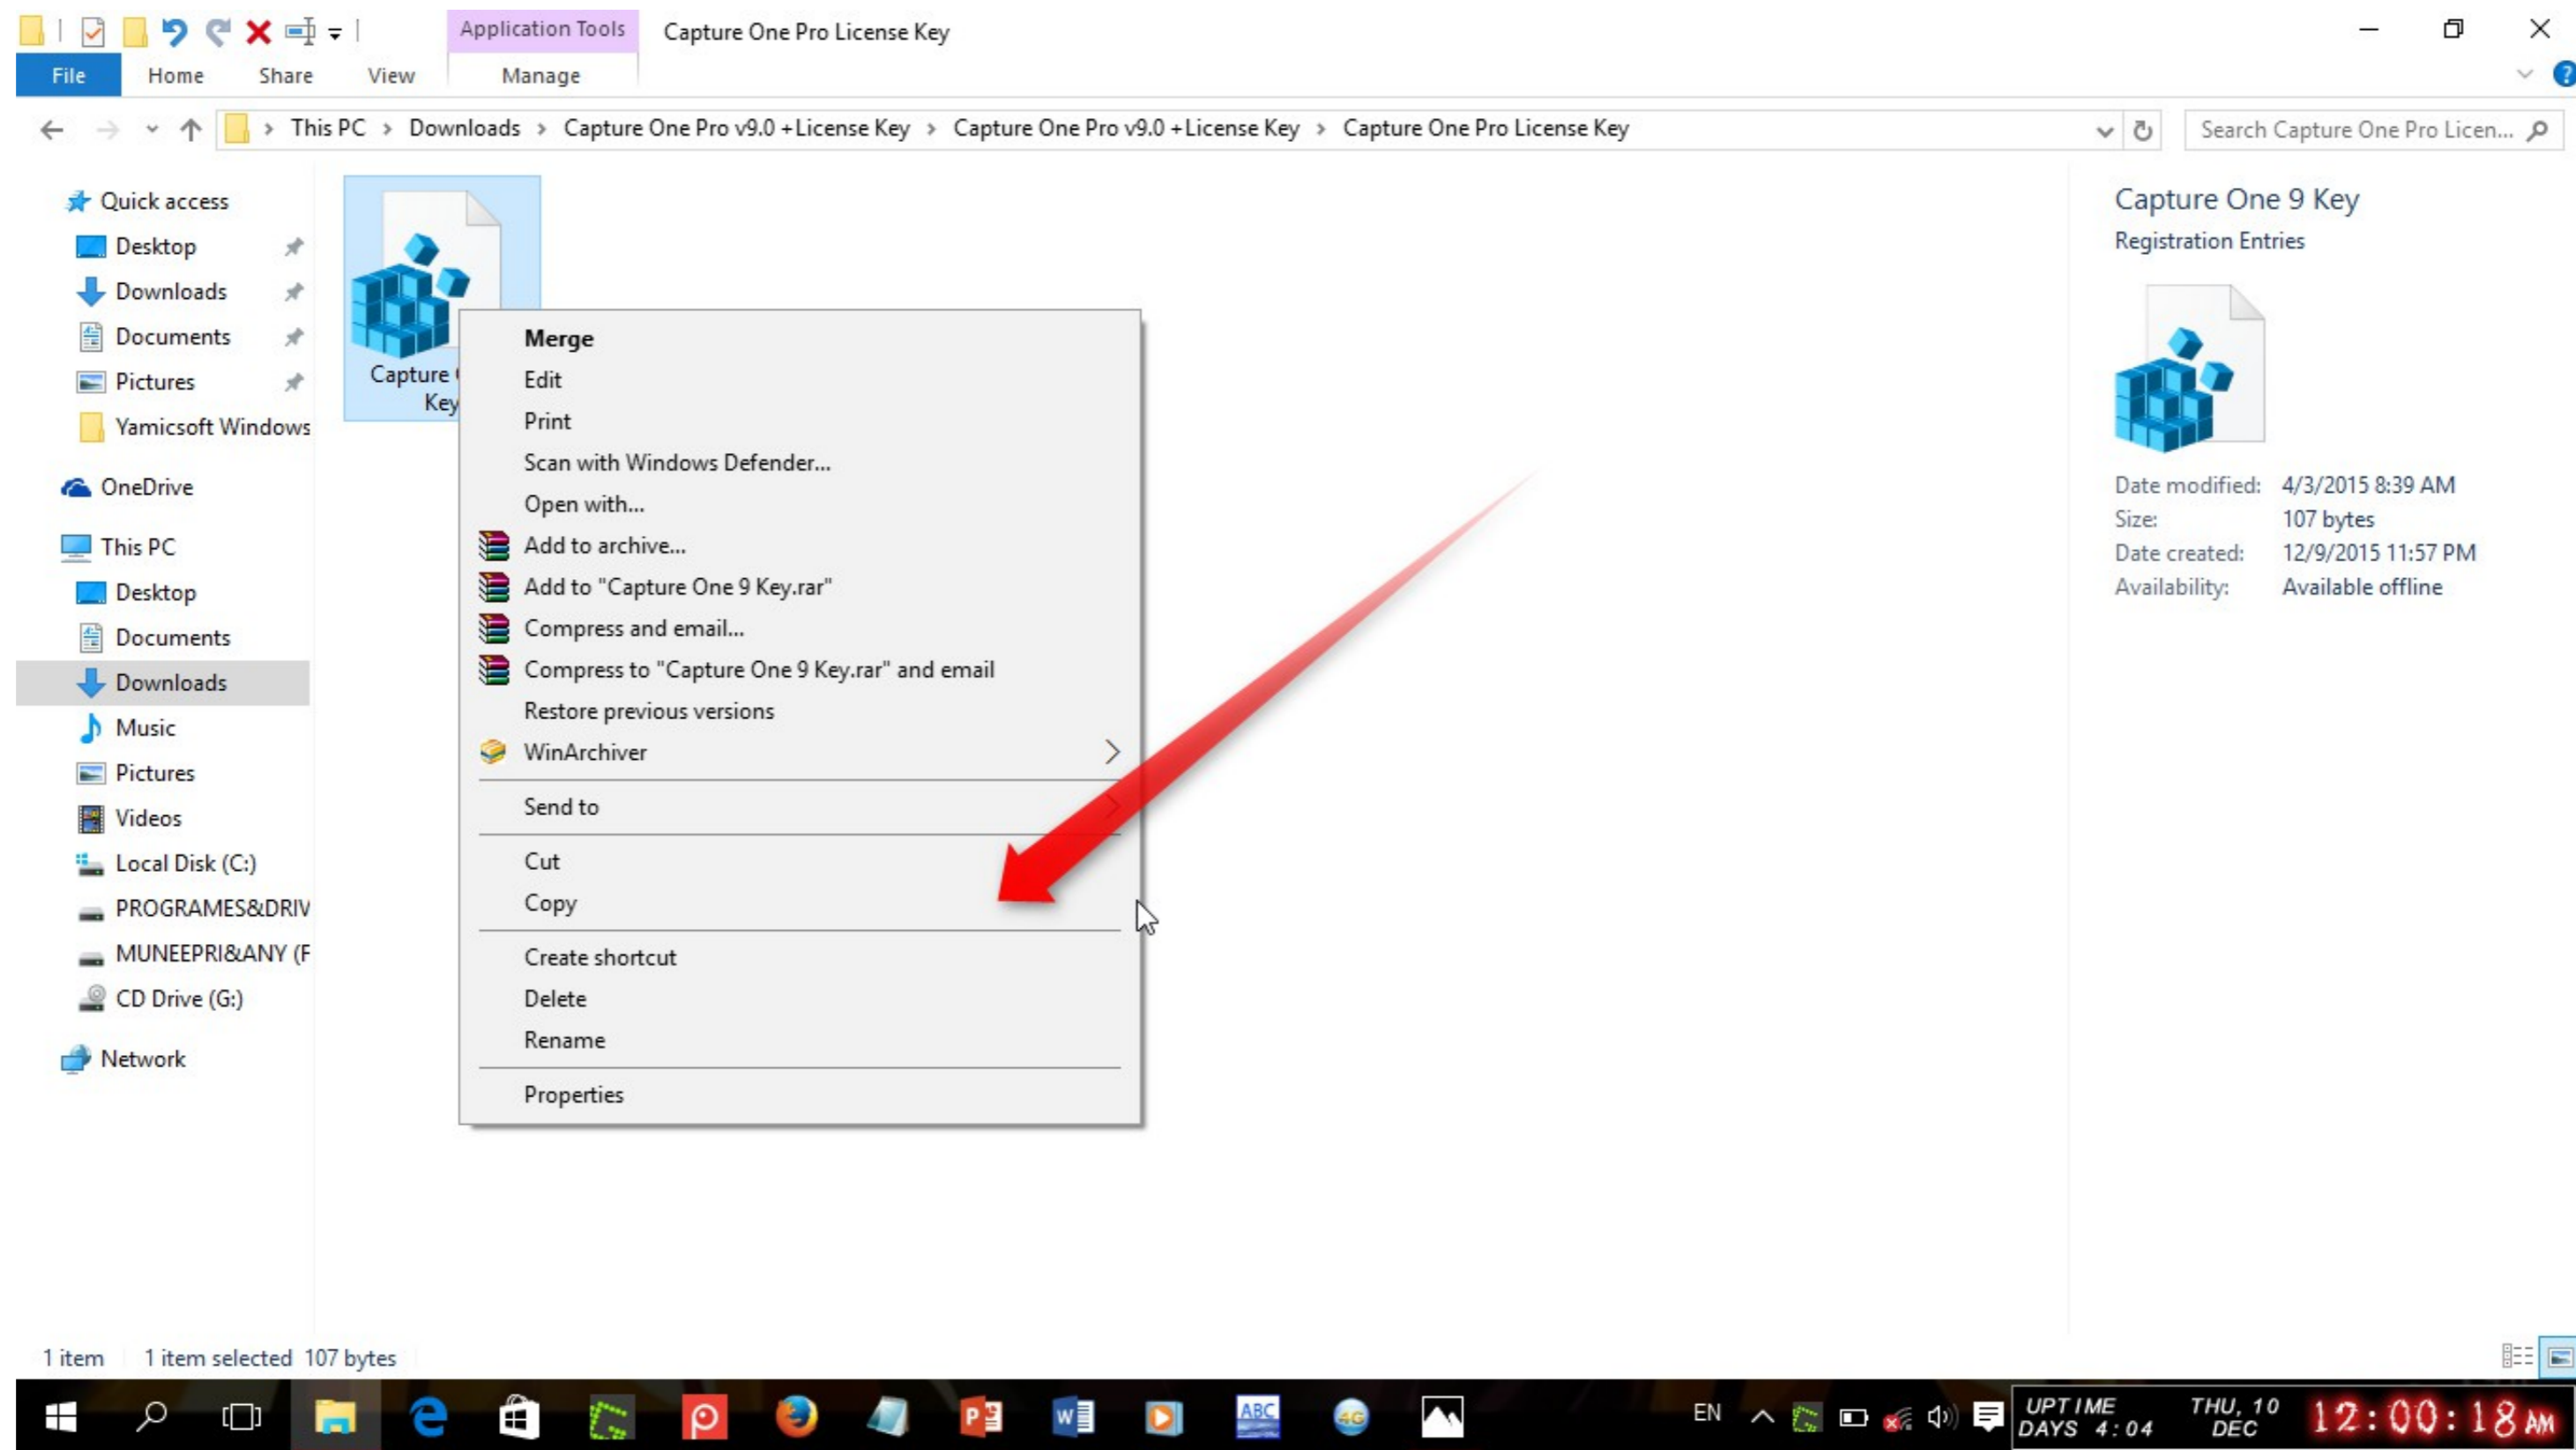 Application Tools Capture One Pro License Key
File Home Share View Manage
This PC > Downloads > Capture One Pro v9.0 +License Key > Capture One Pro v9.0 +License Key > Capture One Pro License Key
Search Capture One Pro Licen...
Quick access
Desktop
Downloads
Documents
Pictures
Yamicsoft Windows
OneDrive
This PC
Desktop
Documents
Downloads
Music
Pictures
Videos
Local Disk (C:)
PROGRAMES&DRIV
MUNEEPRI&ANY (F
CD Drive (G:)
Network
Capture
Key
Merge
Edit
Print
Scan with Windows Defender...
Open with...
Add to archive...
Add to "Capture One 9 Key.rar"
Compress and email...
Compress to "Capture One 9 Key.rar" and email
Restore previous versions
WinArchiver
Send to
Cut
Copy
Create shortcut
Delete
Rename
Properties
Capture One 9 Key
Registration Entries
Date modified: 4/3/2015 8:39 AM
Size: 107 bytes
Date created: 12/9/2015 11:57 PM
Availability: Available offline
1 item 1 item selected 107 bytes
ABC
4G
EN
UPTIME
DAYS 4:04
THU, 10
DEC
12:00:18 AM